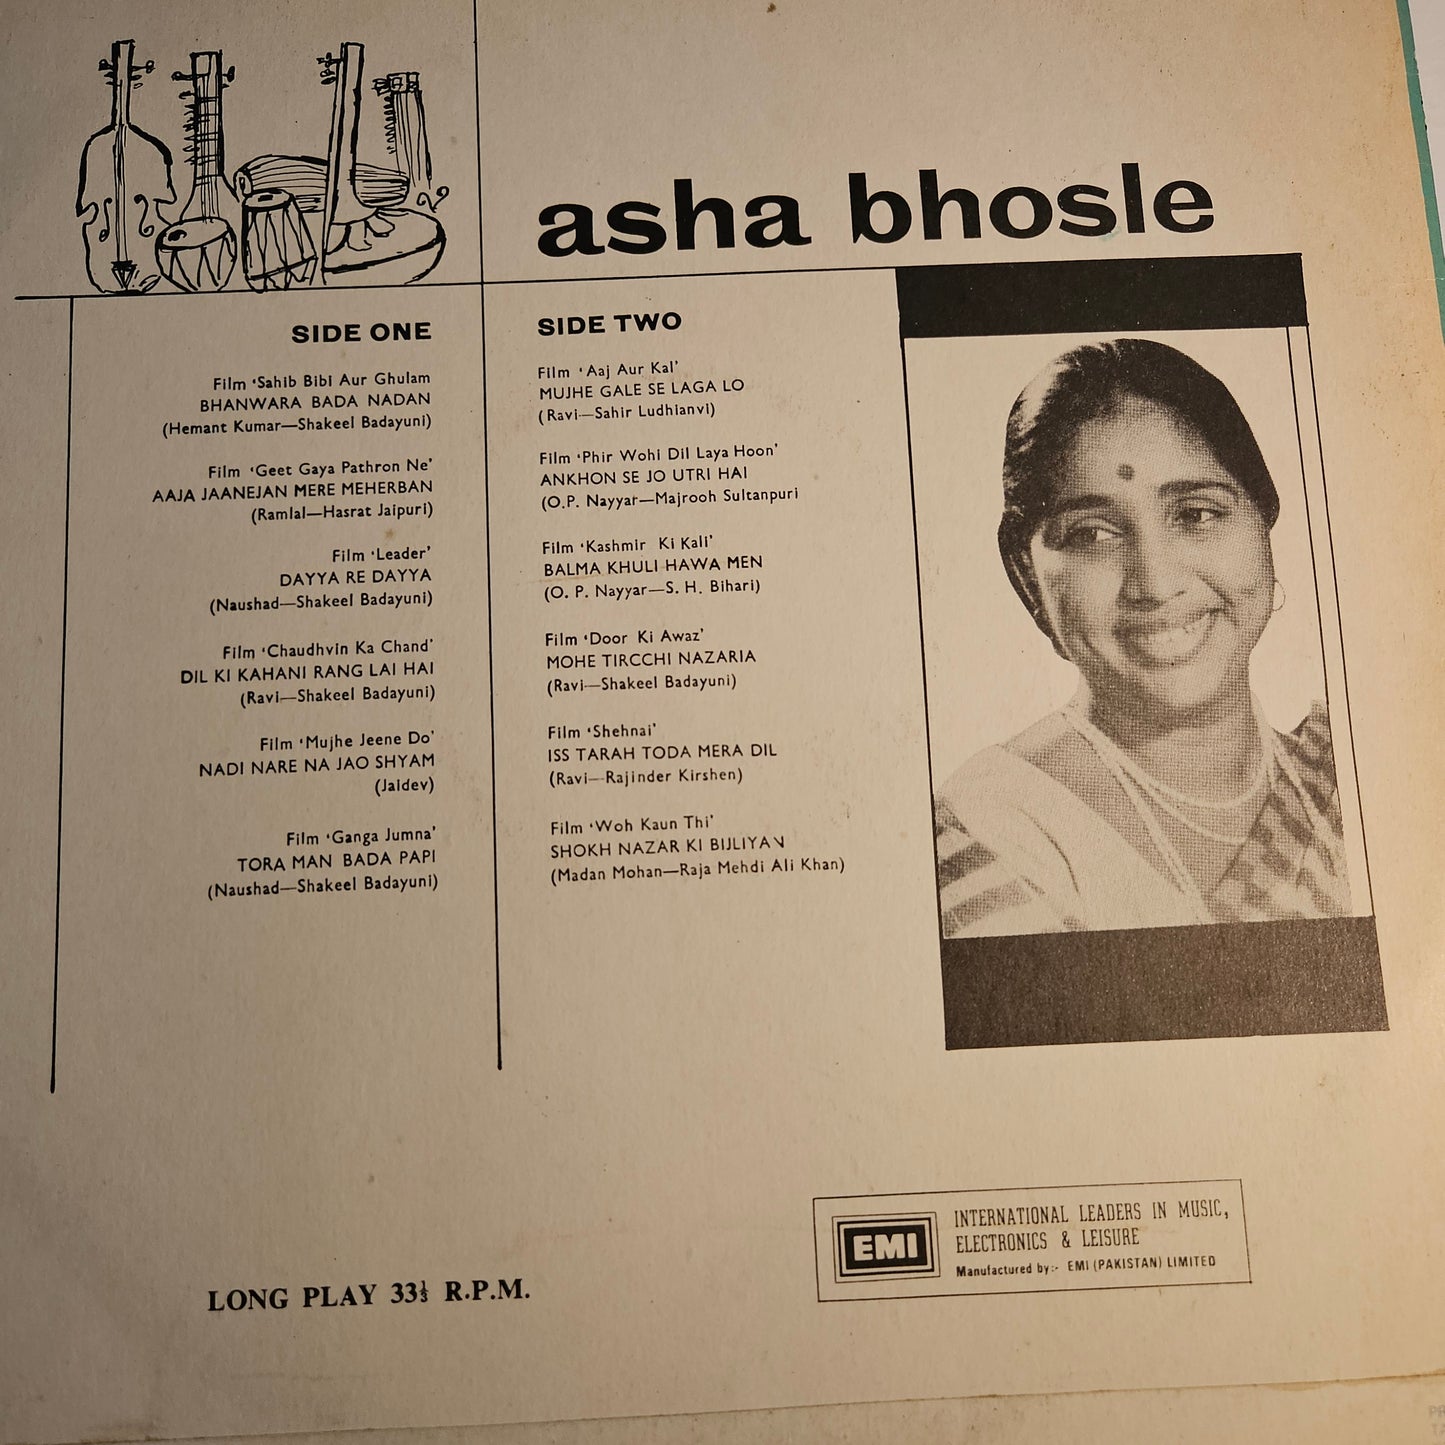 asha bhosle
SIDE ONE
Film ‘Sahib Bibi Aur Ghulam
BHANWARA BADA NADAN
(Hemant Kumar—Shakeel Badayuni)
Film ‘Geet Gaya Pathron Ne’
AAJA JAANEJAN MERE MEHERBAN
(Ramlal—Hasrat Jaipuri)
Film ‘Leader’
DAYYA RE DAYYA
(Naushad—Shakeel Badayuni)
Film ‘Chaudhvin Ka Chand’
DIL KI KAHANI RANG LAI HAI
(Ravi—Shakeel Badayuni)
Film ‘Mujhe Jeene Do’
NADI NARE NA JAO SHYAM
(Jaidev)
Film ‘Ganga Jumna’
TORA MAN BADA PAPI
(Naushad—Shakeel Badayuni)
SIDE TWO
Film ‘Aaj Aur Kal’
MUJHE GALE SE LAGA LO
(Ravi—Sahir Ludhianvi)
Film ‘Phir Wohi Dil Laya Hoon’
ANKHON SE JO UTRI HAI
(O.P. Nayyar—Majrooh Sultanpuri
Film ‘Kashmir Ki Kali’
BALMA KHULI HAWA MEN
(O. P. Nayyar—S. H. Bihari)
Film ‘Door Ki Awaz’
MOHE TIRCCHI NAZARIA
(Ravi—Shakeel Badayuni)
Film ‘Shehnai’
ISS TARAH TODA MERA DIL
(Ravi—Rajinder Kirshen)
Film ‘Woh Kaun Thi’
SHOKH NAZAR KI BIJLIYAN
(Madan Mohan—Raja Mehdi Ali Khan)
LONG PLAY 33⅓ R.P.M.
EMI
INTERNATIONAL LEADERS IN MUSIC,
ELECTRONICS & LEISURE
Manufactured by:- EMI (PAKISTAN) LIMITED